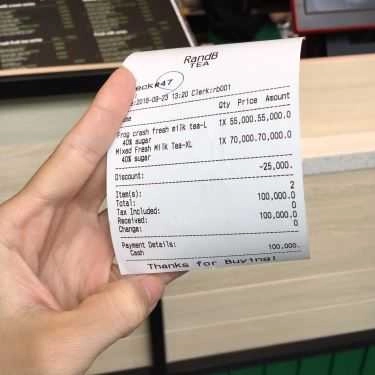 RandB
TEA
eck#47
:2018-09-23 13:20 Clerk:rb001
me Qty Price Amount
Frog crash fresh milk tea-L 1X 55,000.55,000.0
40% sugar
Mixed Fresh Milk Tea-XL 1X 70,000.70,000.0
40% sugar
Discount: -25,000.
Item(s): 2
Total: 100,000.0
Tax Included: 0
Received: 100,000.0
Change: 0
Payment Details:
Cash 100,000.
Thanks for Buying!